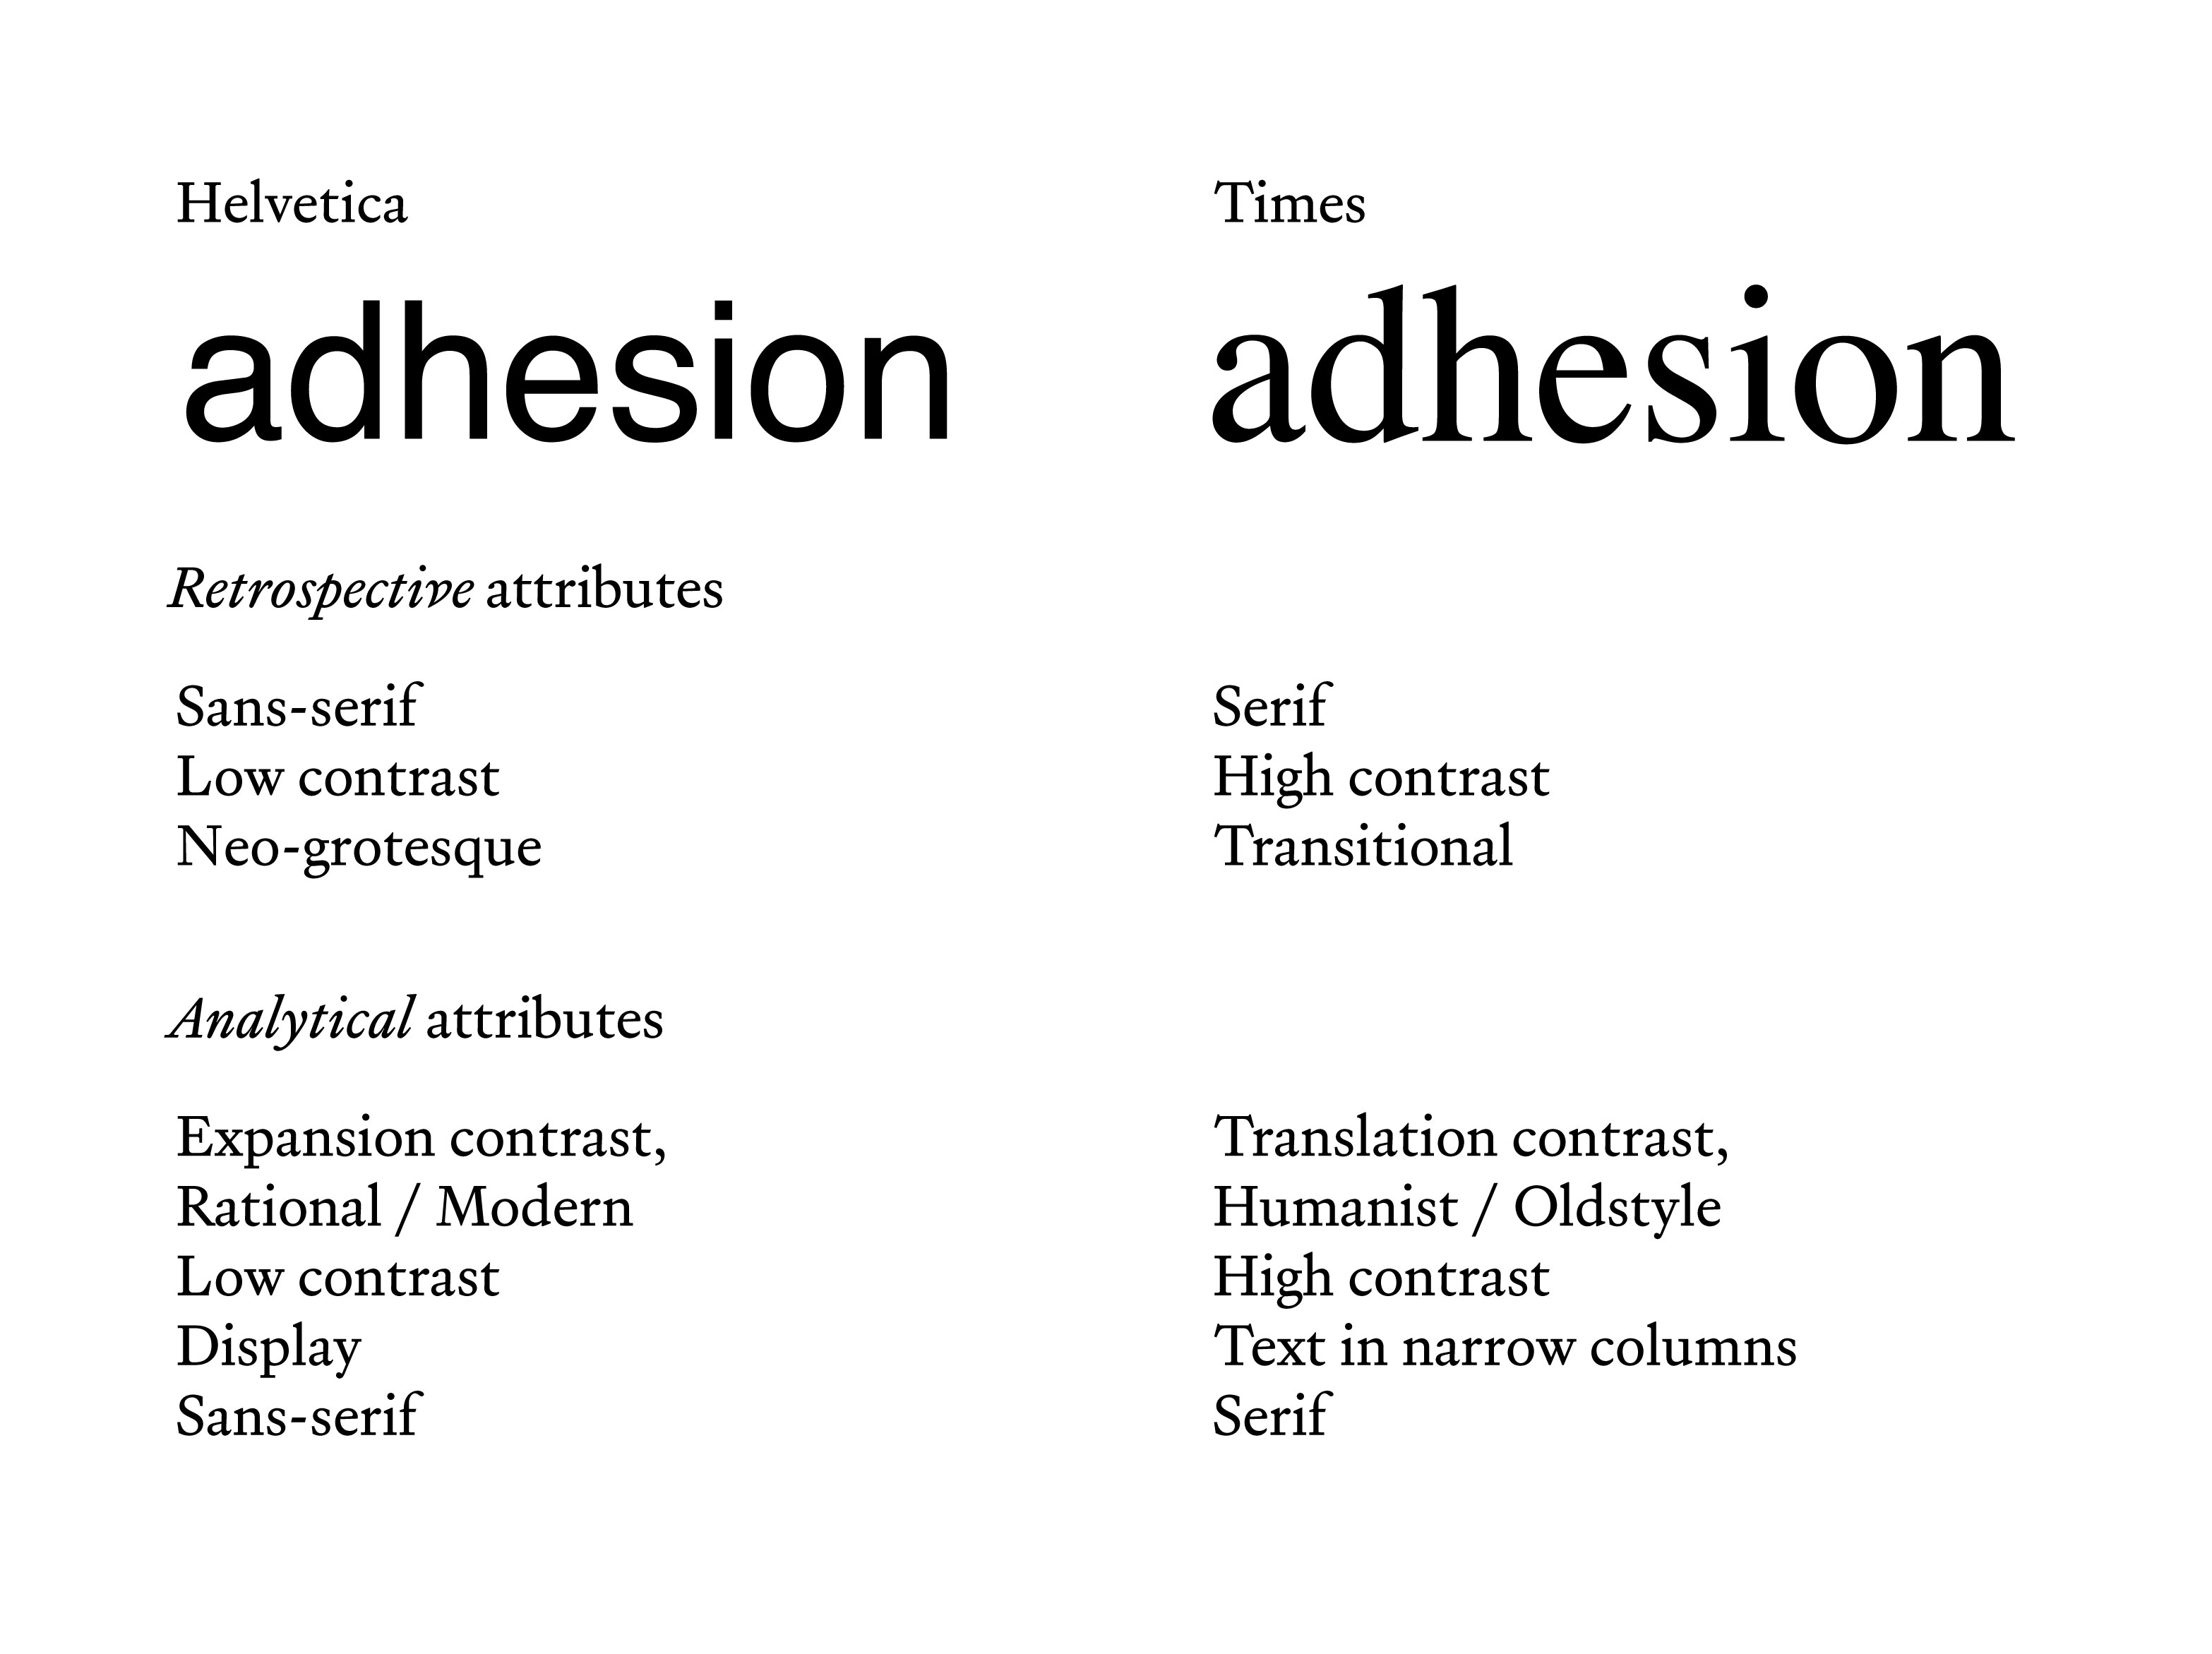 Helvetica
adhesion
Times
adhesion
Retrospective attributes
Sans-serif
Low contrast
Neo-grotesque
Serif
High contrast
Transitional
Analytical attributes
Expansion contrast,
Rational / Modern
Low contrast
Display
Sans-serif
Translation contrast,
Humanist / Oldstyle
High contrast
Text in narrow columns
Serif